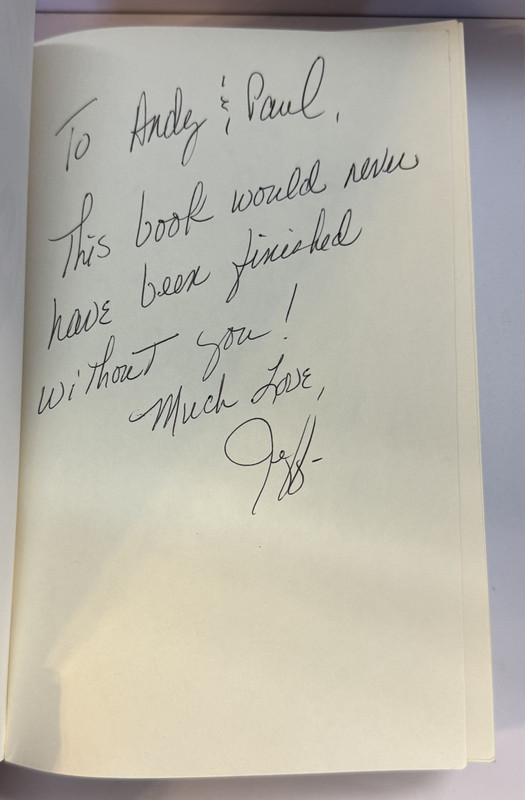 To Andy & Paul,
This book would never
have been finished
without you!
Much Love,
Jeff-